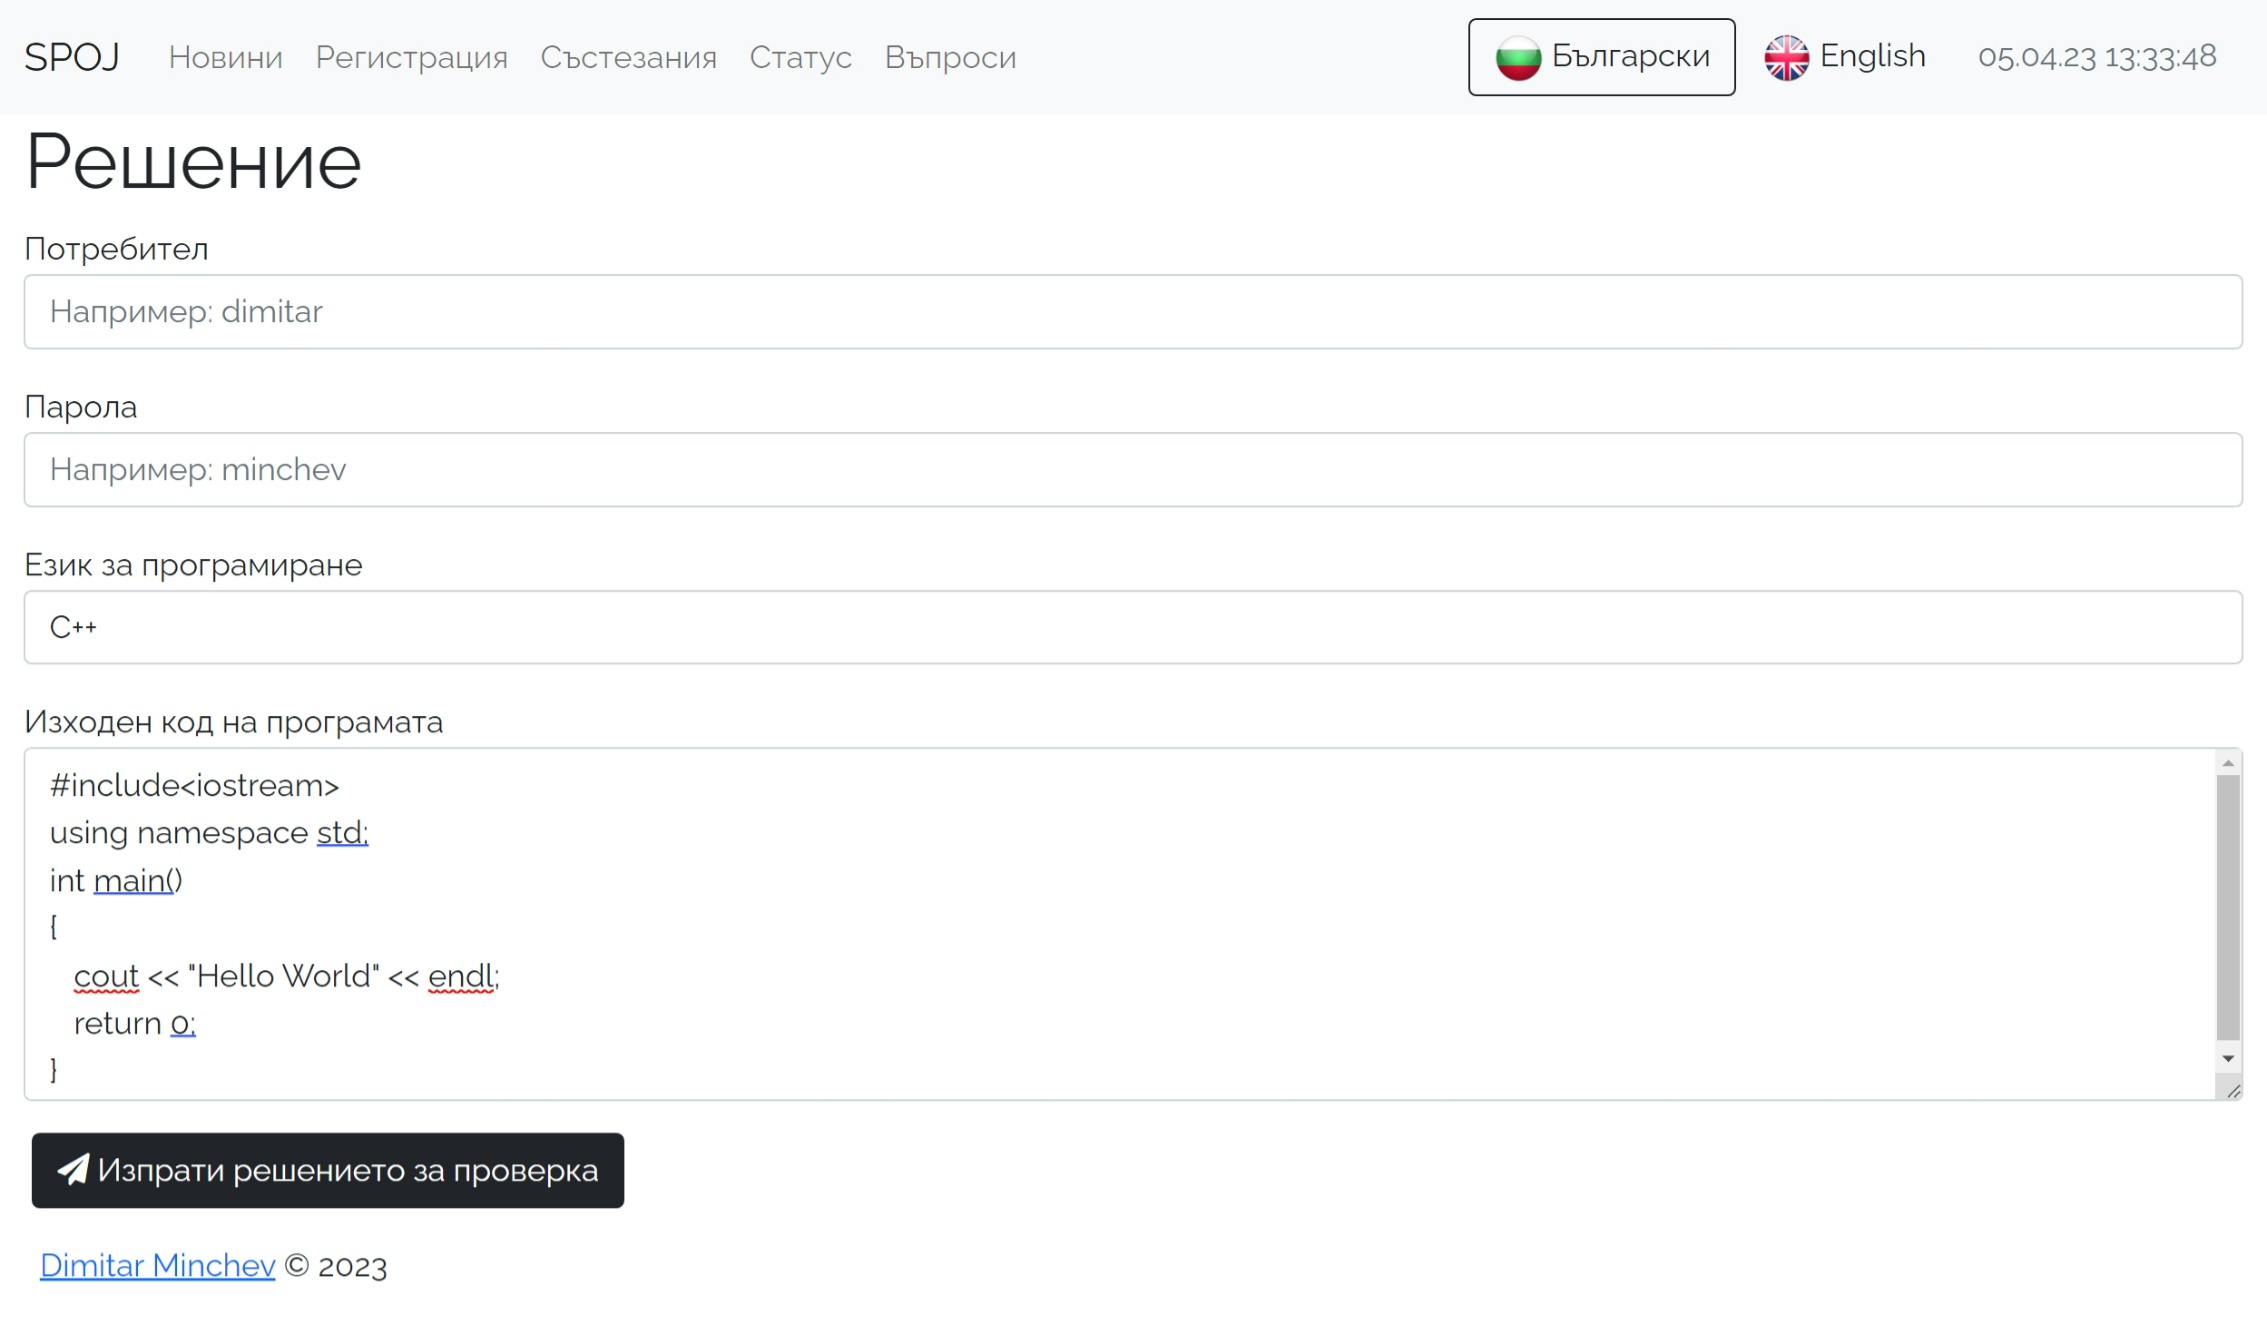 SPOJ Новини Регистрация Състезания Статус Въпроси Български English 05.04.23 13:33:48
Решение
Потребител
Например: dimitar
Парола
Например: minchev
Език за програмиране
C++
Изходен код на програмата
#include<iostream>
using namespace std;
int main()
{
cout << "Hello World" << endl;
return 0;
}
Изпрати решението за проверка
Dimitar Minchev © 2023